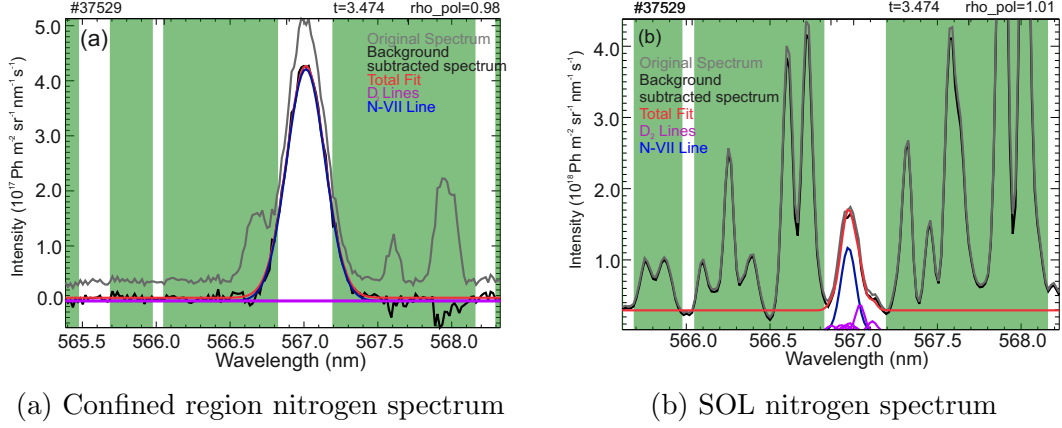 #37529 t=3.474 rho_pol=0.98
(a)
Original Spectrum
Background
subtracted spectrum
Total Fit
D Lines
N-VII Line
5.0
4.0
3.0
2.0
1.0
0.0
Intensity (10¹⁷ Ph m⁻² sr⁻¹ nm⁻¹ s⁻¹)
565.5 566.0 566.5 567.0 567.5 568.0
Wavelength (nm)
(a) Confined region nitrogen spectrum
#37529 t=3.474 rho_pol=1.01
(b)
Original Spectrum
Background
subtracted spectrum
Total Fit
D₂ Lines
N-VII Line
4.0
3.0
2.0
1.0
Intensity (10¹⁸ Ph m⁻² sr⁻¹ nm⁻¹ s⁻¹)
566.0 566.5 567.0 567.5 568.0
Wavelength (nm)
(b) SOL nitrogen spectrum